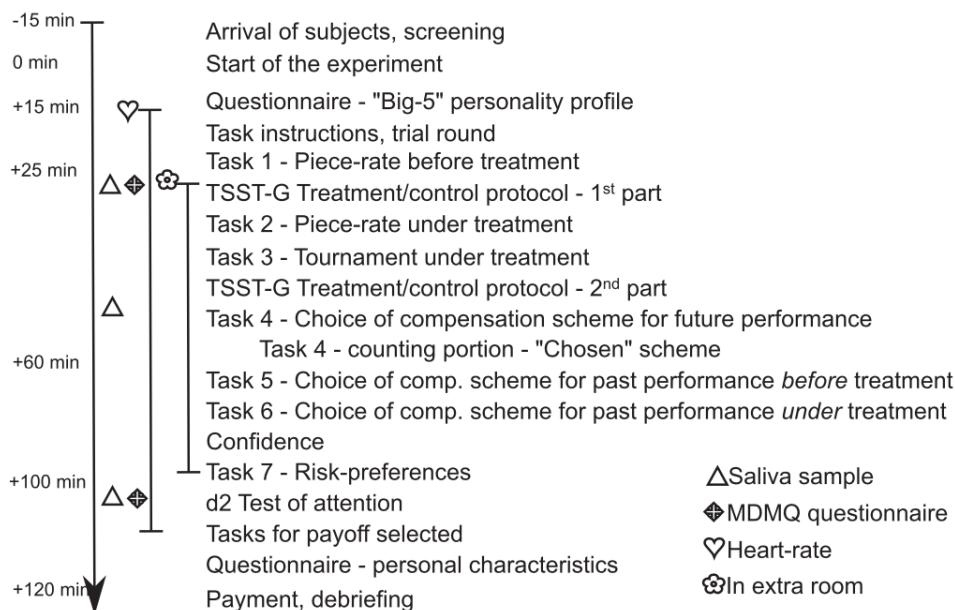 -15 min
Arrival of subjects, screening
0 min
Start of the experiment
+15 min
Questionnaire - "Big-5" personality profile
Task instructions, trial round
+25 min
Task 1 - Piece-rate before treatment
TSST-G Treatment/control protocol - 1st part
Task 2 - Piece-rate under treatment
Task 3 - Tournament under treatment
TSST-G Treatment/control protocol - 2nd part
Task 4 - Choice of compensation scheme for future performance
Task 4 - counting portion - "Chosen" scheme
+60 min
Task 5 - Choice of comp. scheme for past performance before treatment
Task 6 - Choice of comp. scheme for past performance under treatment
Confidence
+100 min
Task 7 - Risk-preferences
d2 Test of attention
Tasks for payoff selected
Questionnaire - personal characteristics
+120 min
Payment, debriefing
Saliva sample
MDMQ questionnaire
Heart-rate
In extra room